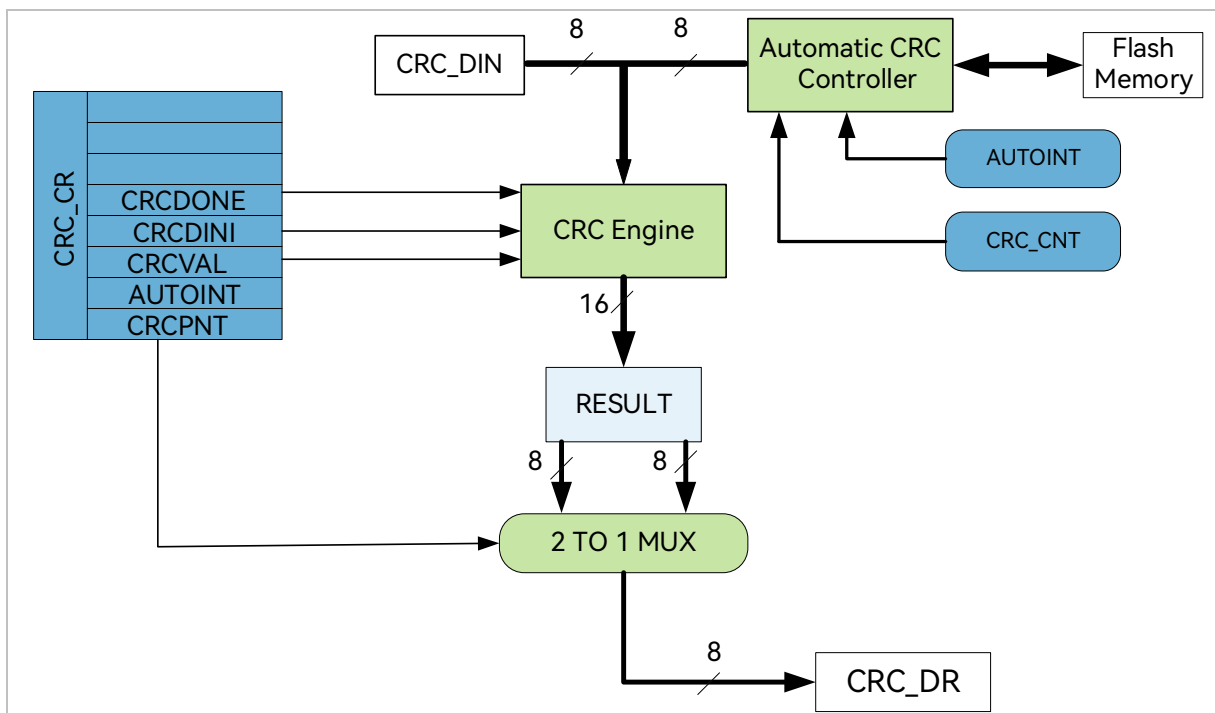 8
8
CRC_DIN
Automatic CRC
Controller
Flash
Memory
CRC_CR
CRCDONE
CRCDINI
CRCVAL
AUTOINT
CRCPNT
AUTOINT
CRC Engine
CRC_CNT
16
RESULT
8
8
2 TO 1 MUX
8
CRC_DR